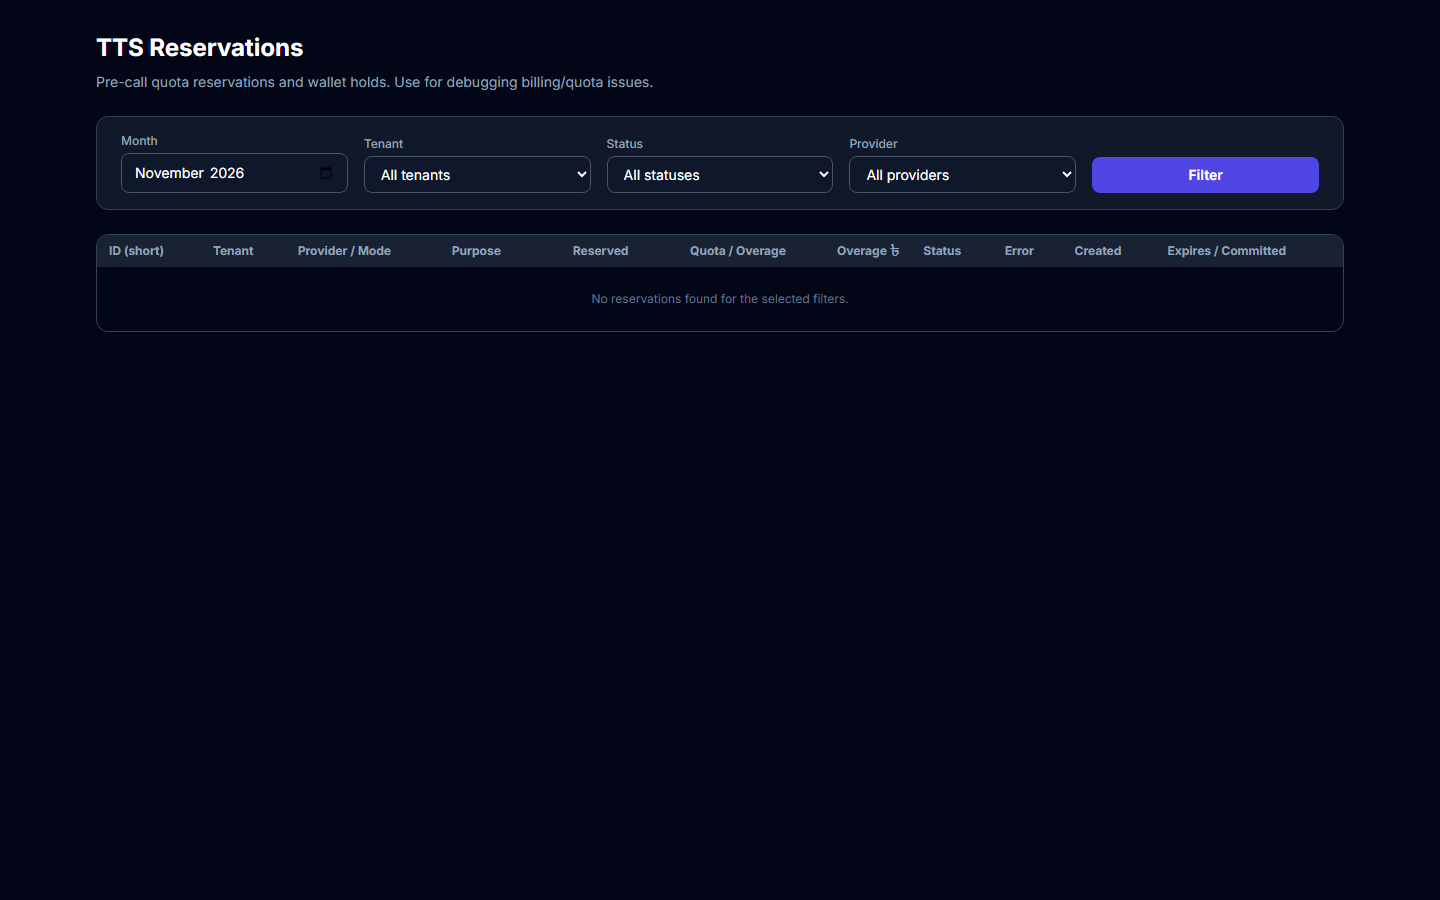 TTS Reservations
Pre-call quota reservations and wallet holds. Use for debugging billing/quota issues.
Month
Tenant
Status
Provider
November 2026
All tenants
All statuses
All providers
Filter
ID (short) Tenant Provider / Mode Purpose Reserved Quota / Overage Overage ৳ Status Error Created Expires / Committed
No reservations found for the selected filters.